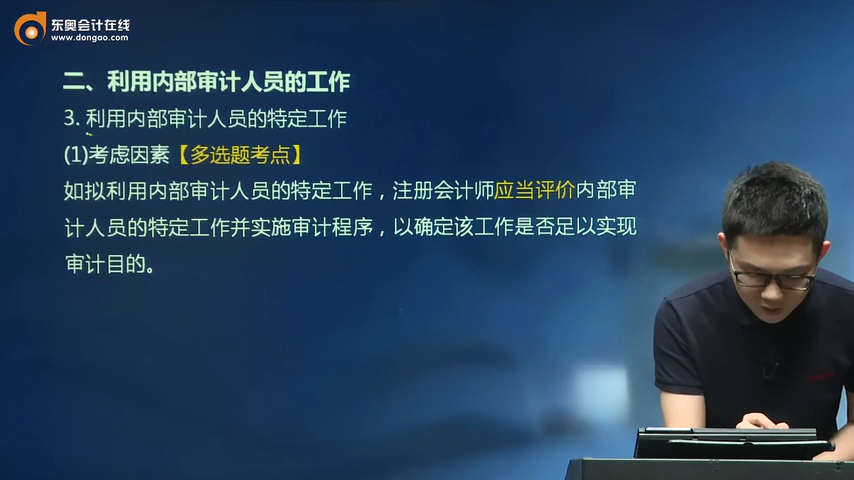 东奥会计在线
www.dongao.com
二、利用内部审计人员的工作
3. 利用内部审计人员的特定工作
(1)考虑因素【多选题考点】
如拟利用内部审计人员的特定工作，注册会计师应当评价内部审
计人员的特定工作并实施审计程序，以确定该工作是否足以实现
审计目的。